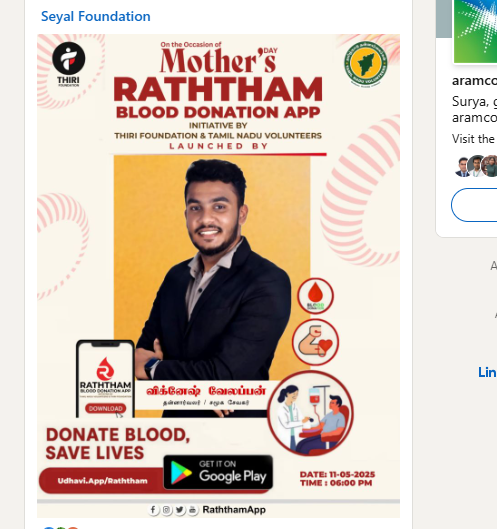 Seyal Foundation
THIRI
FOUNDATION
On the Occasion of
Mother's DAY
RATHTHAM
BLOOD DONATION APP
INITIATIVE BY
THIRI FOUNDATION & TAMIL NADU VOLUNTEERS
LAUNCHED BY
RATHTHAM
BLOOD DONATION APP
DOWNLOAD
விக்னேஷ் வேலப்பன்
தன்னார்வலர் / சமூக சேவகர்
DONATE BLOOD,
SAVE LIVES
Udhavi.App/Raththam
GET IT ON
Google Play
DATE: 11-05-2025
TIME : 06:00 PM
RaththamApp
aramco
Surya, g
aramco
Visit the
A
Lin